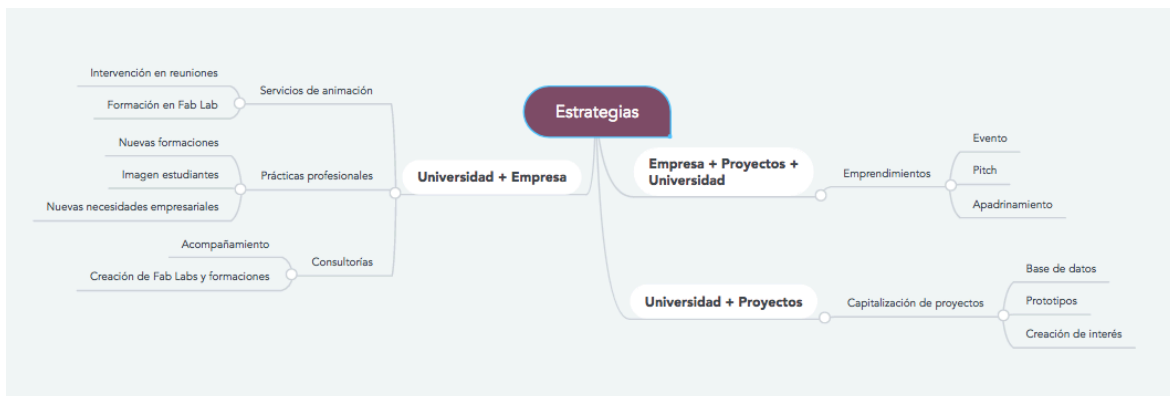 Estrategias
Universidad + Empresa
Servicios de animación
Intervención en reuniones
Formación en Fab Lab
Prácticas profesionales
Nuevas formaciones
Imagen estudiantes
Nuevas necesidades empresariales
Consultorías
Acompañamiento
Creación de Fab Labs y formaciones
Empresa + Proyectos +
Universidad
Emprendimientos
Evento
Pitch
Apadrinamiento
Universidad + Proyectos
Capitalización de proyectos
Base de datos
Prototipos
Creación de interés